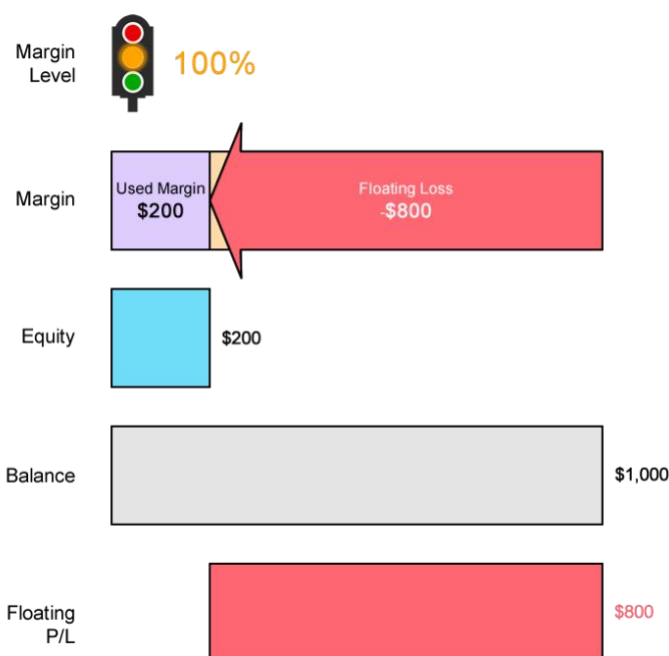 Margin
Level
100%
Margin
Used Margin
$200
Floating Loss
-$800
Equity
$200
Balance
$1,000
Floating
P/L
$800